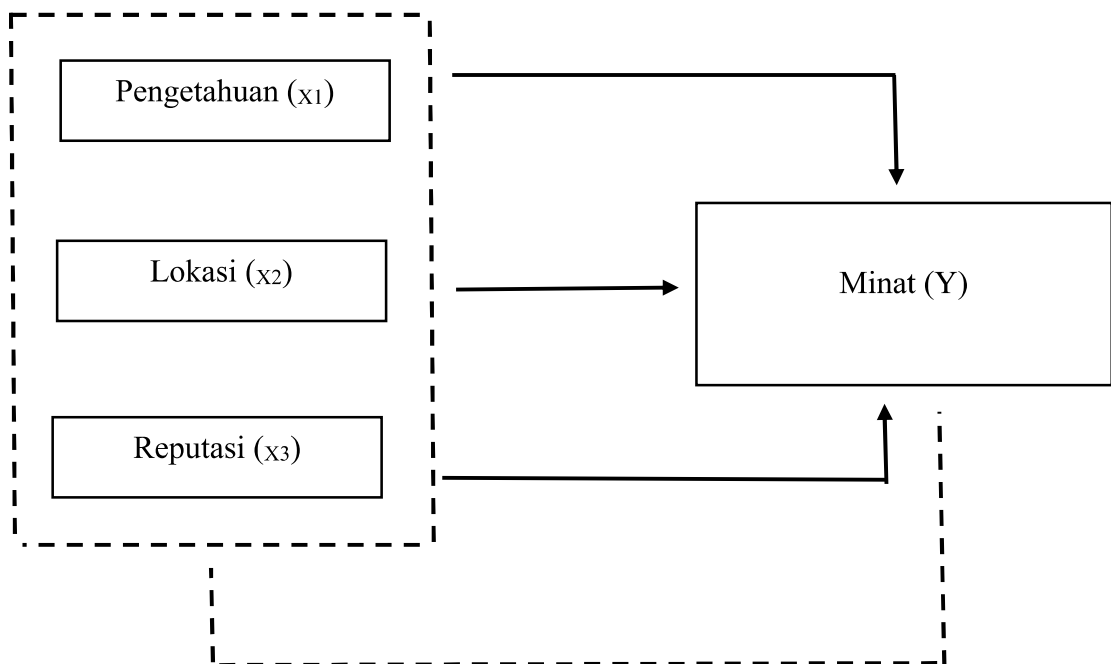 Pengetahuan (X1)
Lokasi (X2)
Minat (Y)
Reputasi (X3)